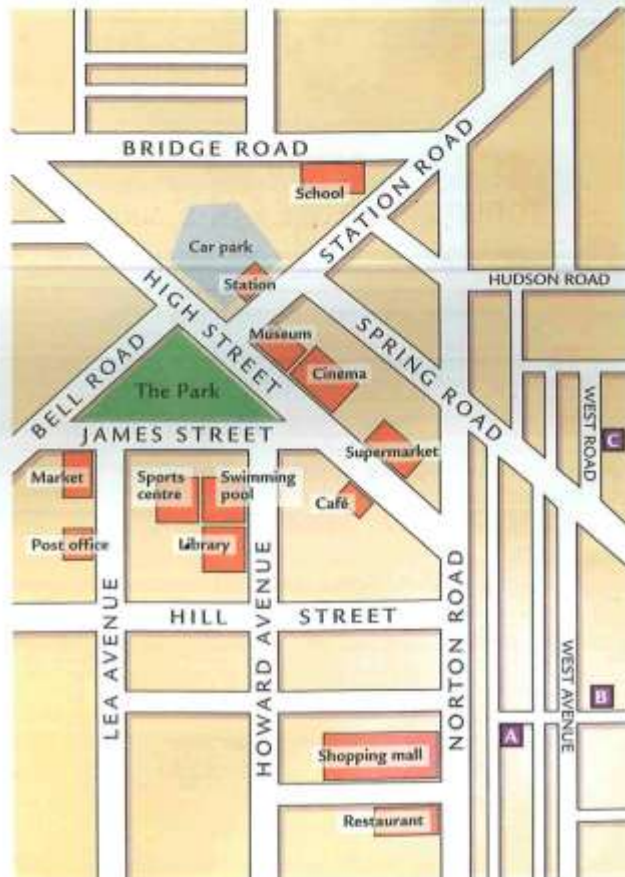 BRIDGE ROAD
School
STATION ROAD
Car park
Station
HUDSON ROAD
HIGH STREET
Museum
SPRING ROAD
Cinema
BELL ROAD
The Park
WEST ROAD
JAMES STREET
C
Supermarket
Market
Sports
centre
Swimming
pool
Café
Post office
Library
HILL STREET
LEA AVENUE
HOWARD AVENUE
NORTON ROAD
WEST AVENUE
B
A
Shopping mall
Restaurant